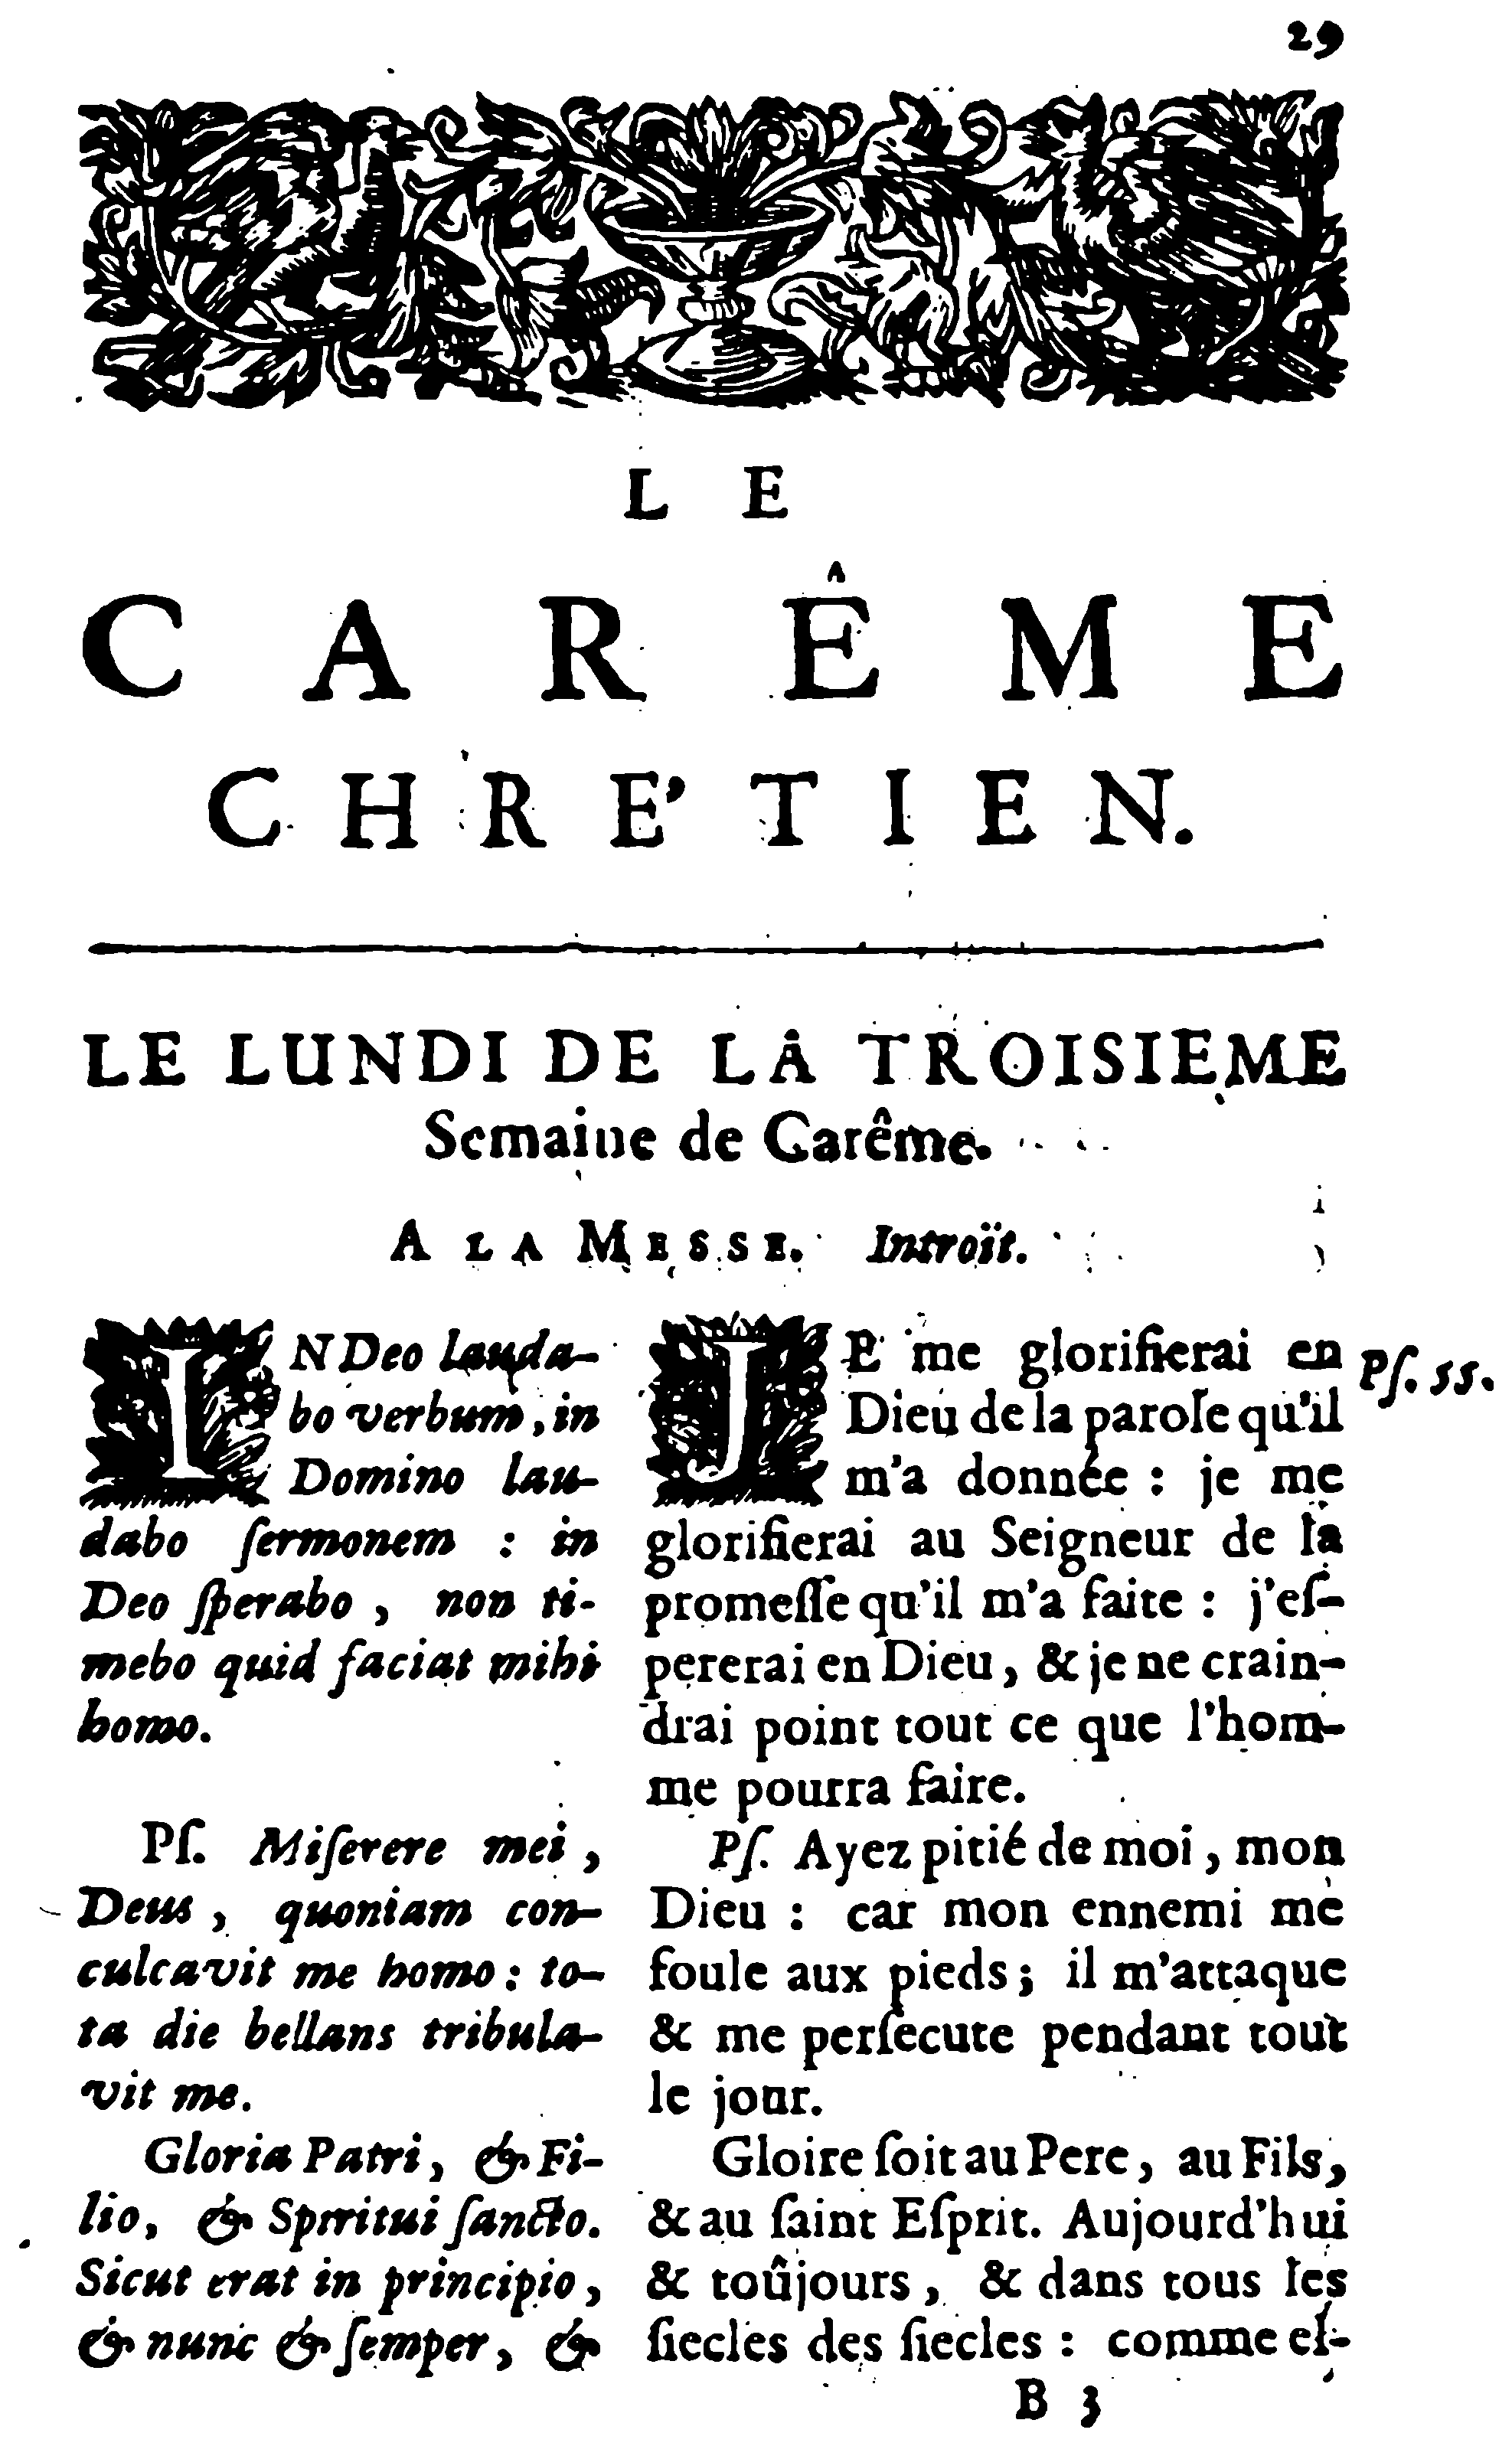 29
LE
CARÊME
CHRE'TIEN.
LE LUNDI DE LA TROISIEME
Semaine de Carême.
A LA MESSE. Introït.
IN Deo lauda-
bo verbum, in
Domino lau-
dabo ſermonem : in
Deo ſperabo , non ti-
mebo quid faciat mihi
homo.
Pſ. Miſerere mei ,
Deus , quoniam con-
culcavit me homo : to-
ta die bellans tribula-
vit me.
Gloria Patri , & Fi-
lio, & Spiritui ſancto.
Sicut erat in principio ,
& nunc & ſemper , &
JE me glorifierai en
Dieu de la parole qu'il
m'a donnée : je me
glorifierai au Seigneur de la
promeſſe qu'il m'a faite : j'eſ-
pererai en Dieu , & je ne crain-
drai point tout ce que l'hom-
me pourra faire.
Pſ. Ayez pitié de moi , mon
Dieu : car mon ennemi me
foule aux pieds ; il m'attaque
& me perſecute pendant tout
le jour.
Gloire ſoit au Pere , au Fils,
& au ſaint Eſprit. Aujourd'hui
& toûjours , & dans tous les
ſiecles des ſiecles : comme eſ-
Pſ. 55.
B 3